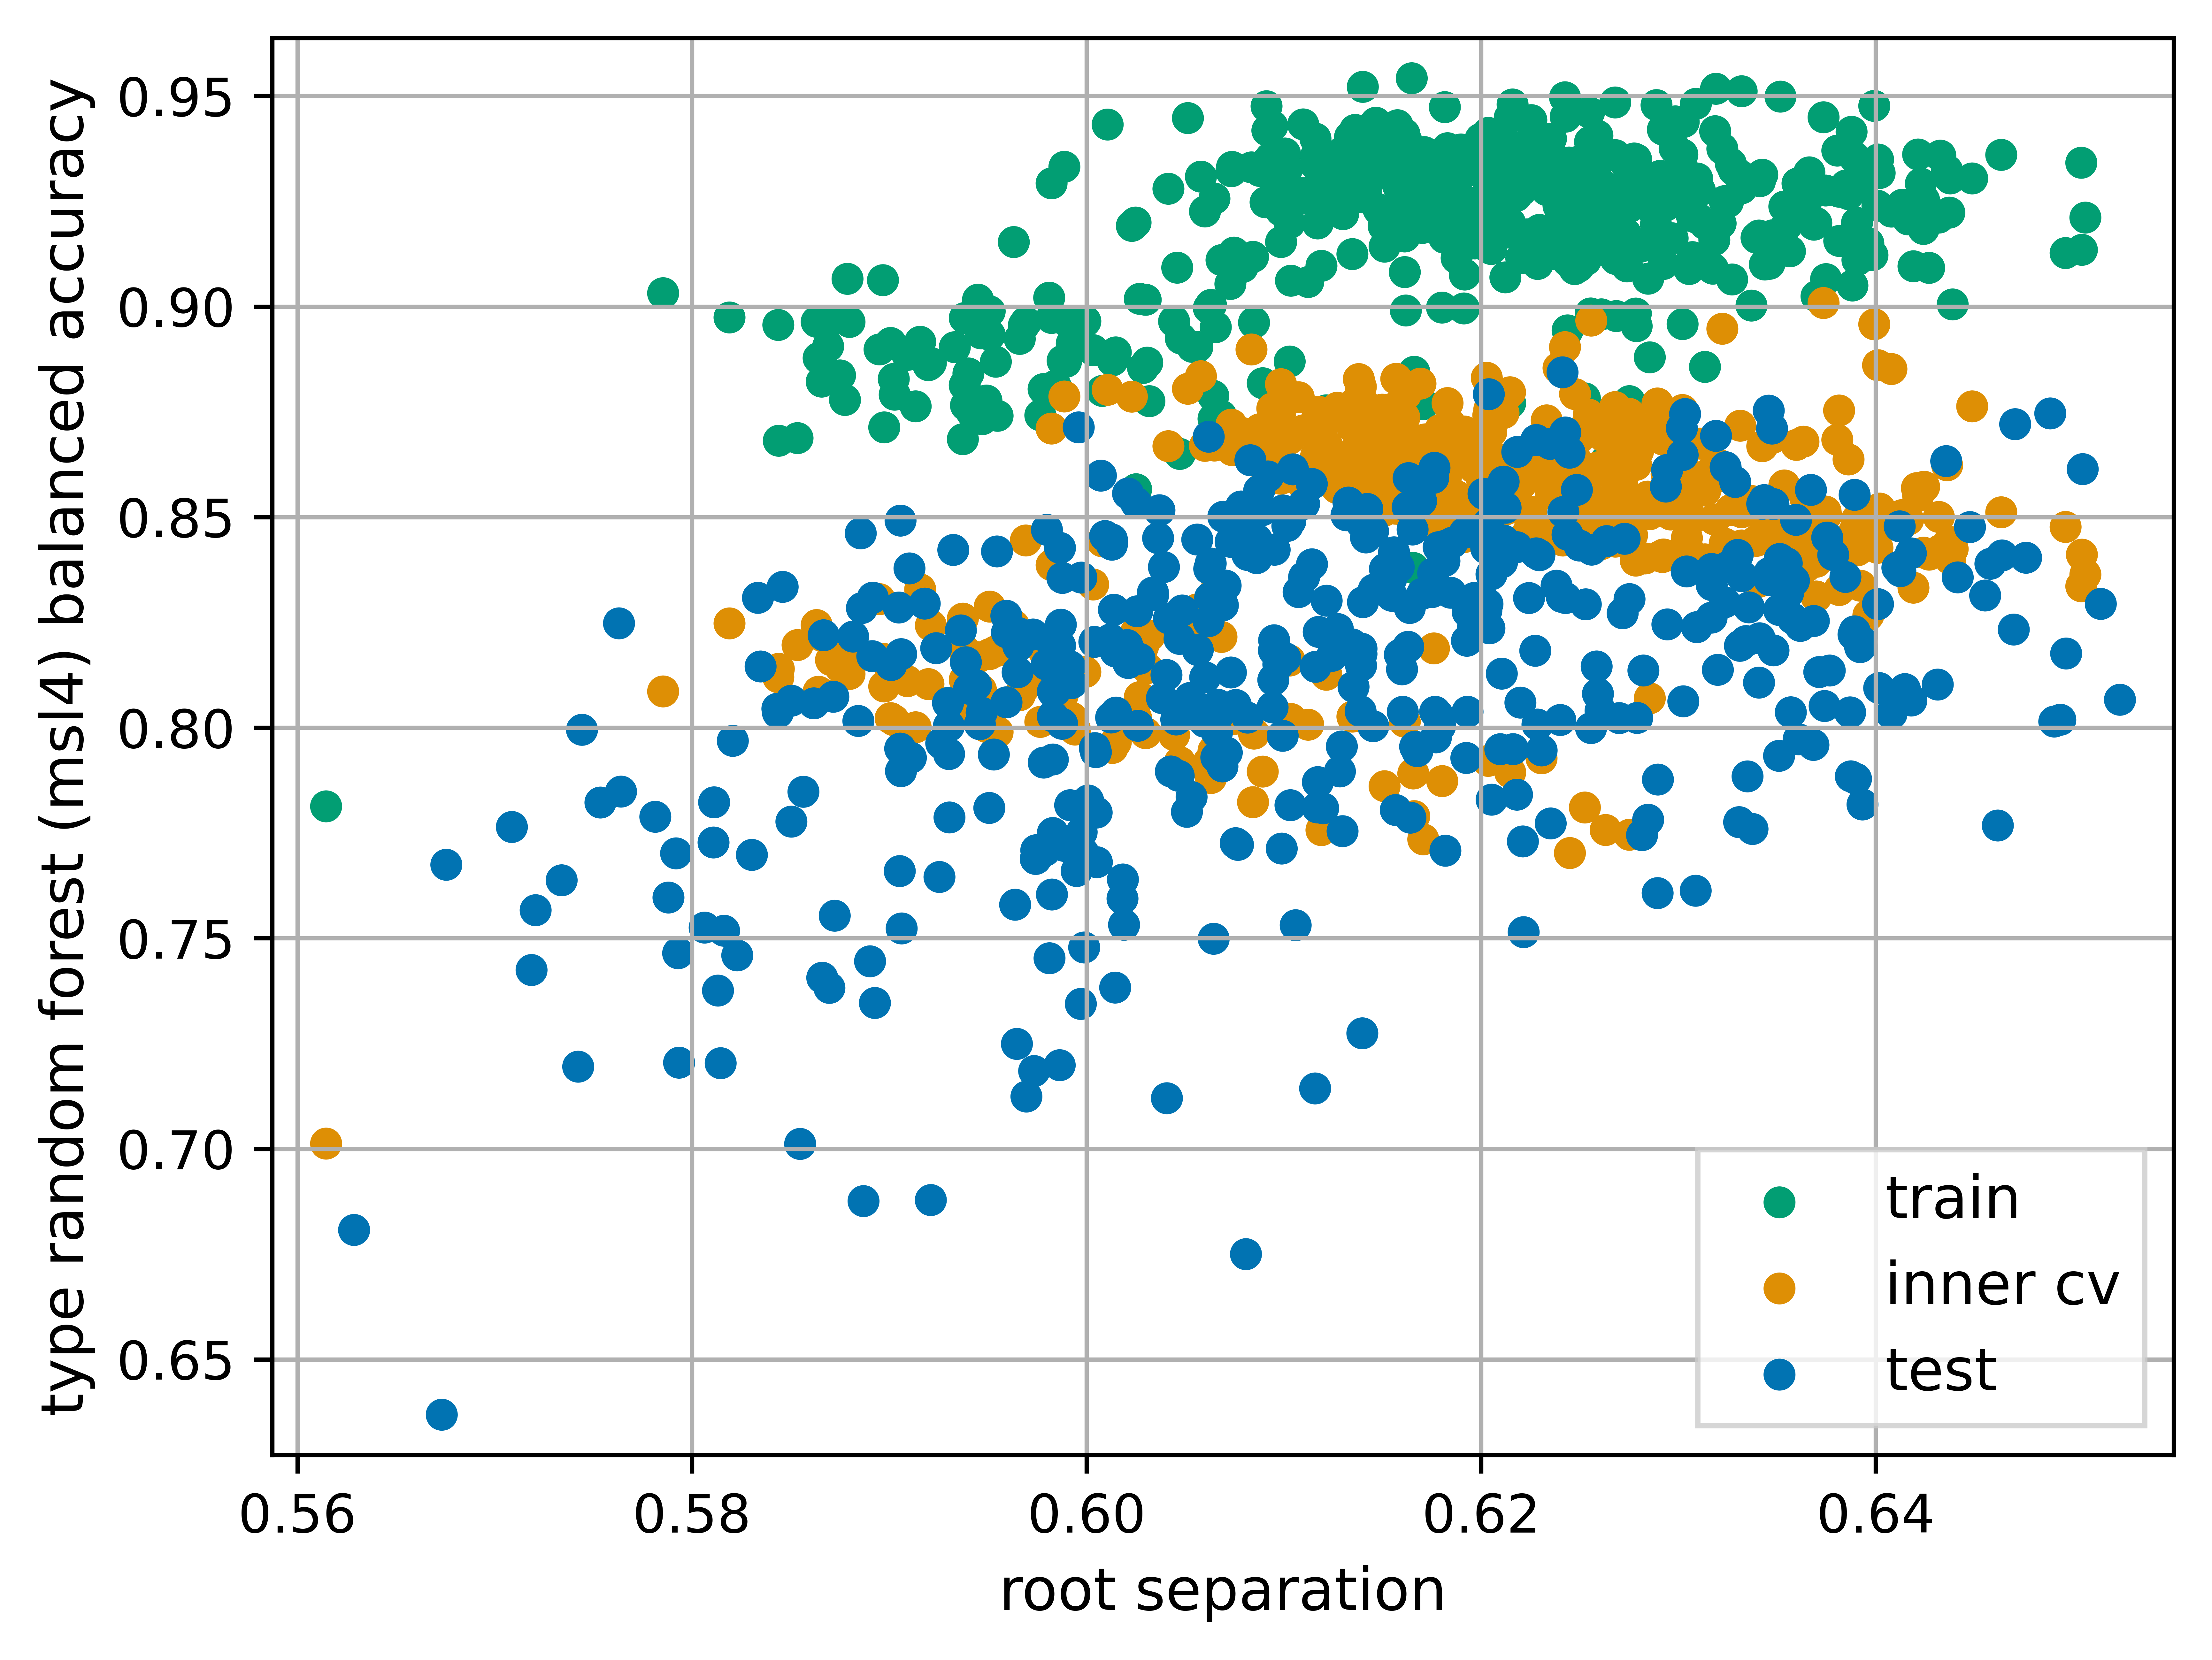 type random forest (msl4) balanced accuracy
0.95
0.90
0.85
0.80
0.75
0.70
0.65
0.56 0.58 0.60 0.62 0.64
root separation
train
inner cv
test